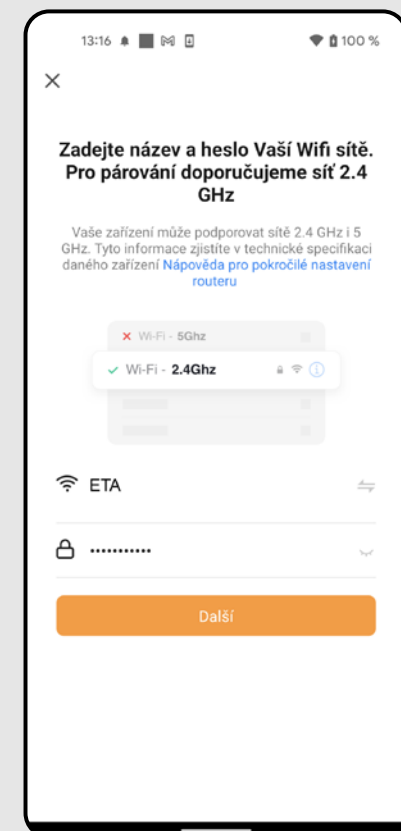 13:16 100 %
Zadejte název a heslo Vaší Wifi sítě.
Pro párování doporučujeme síť 2.4
GHz
Vaše zařízení může podporovat sítě 2.4 GHz i 5
GHz. Tyto informace zjistíte v technické specifikaci
daného zařízení Nápověda pro pokročilé nastavení
routeru
Wi-Fi - 5Ghz
Wi-Fi - 2.4Ghz
ETA
•••••••••••
Další